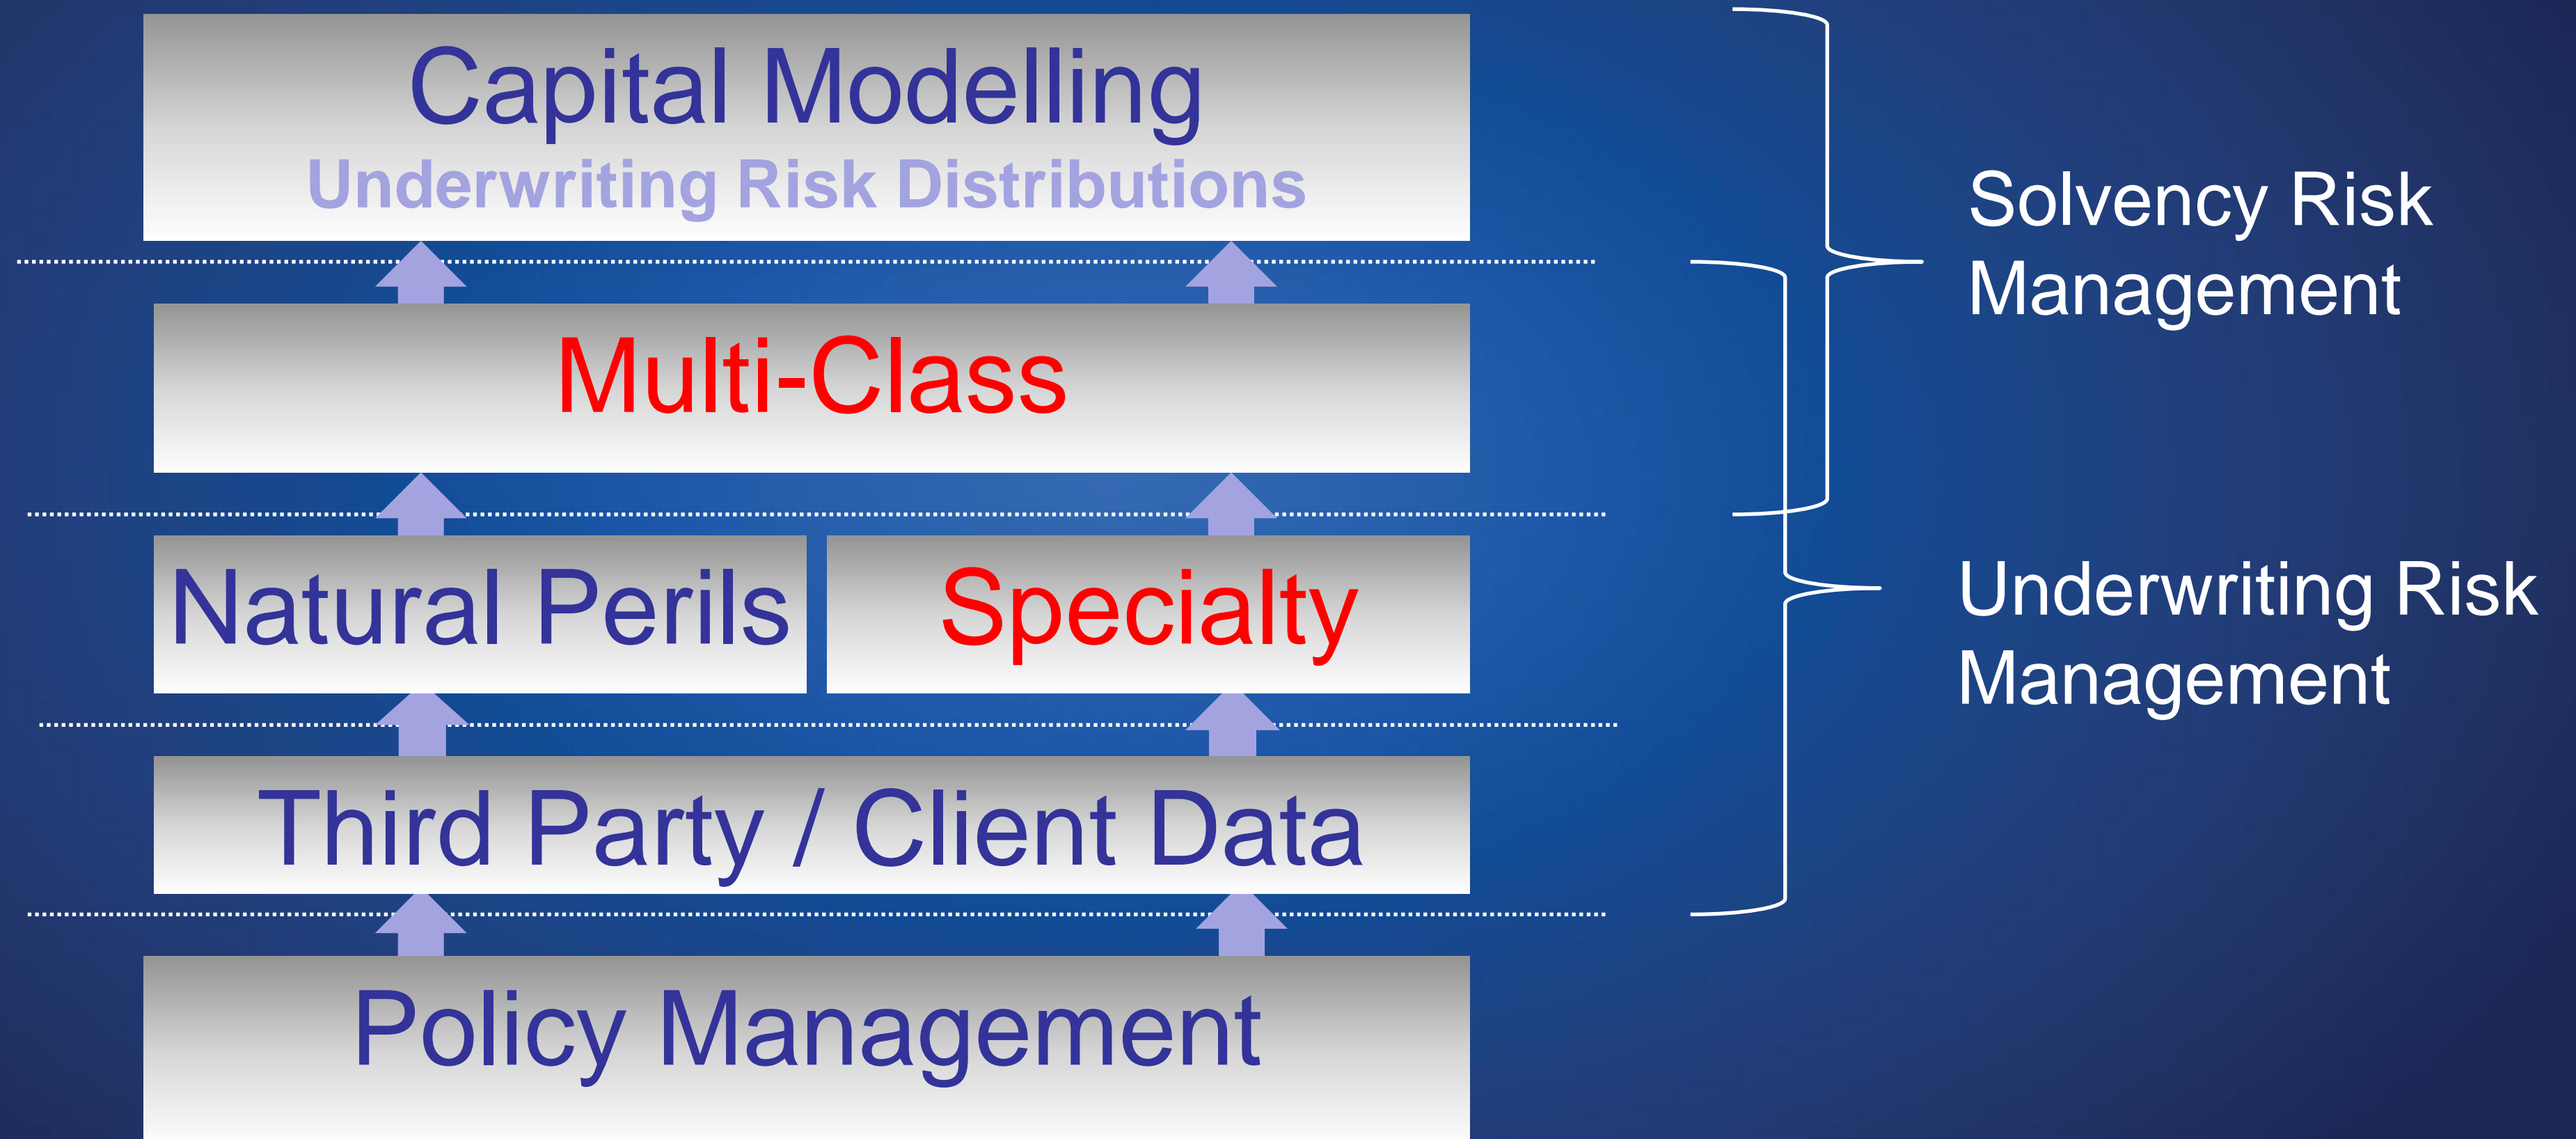 Capital Modelling
Underwriting Risk Distributions
Multi-Class
Natural Perils
Specialty
Third Party / Client Data
Policy Management
Solvency Risk
Management
Underwriting Risk
Management